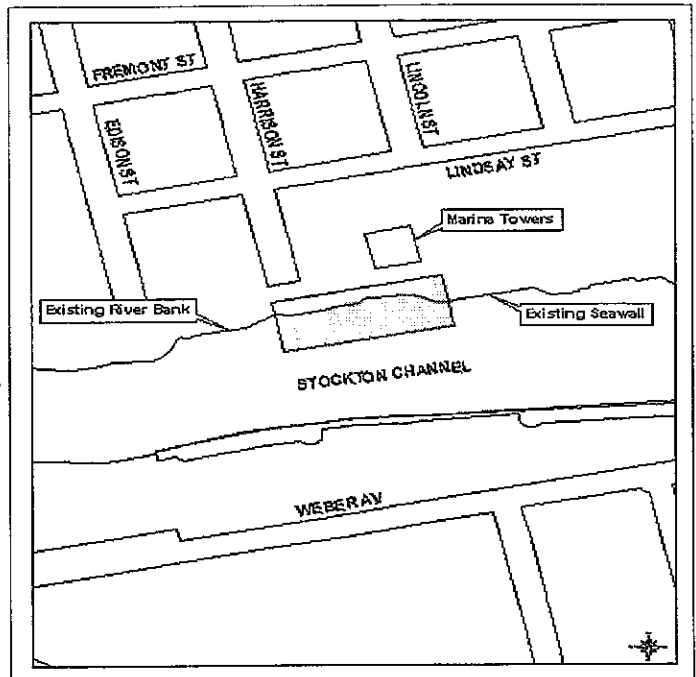 FREMONT ST
EDISON ST
HARRISON ST
LINCOLN ST
LINDSAY ST
Marina Towers
Existing River Bank
Existing Seawall
STOCKTON CHANNEL
WEBER AV